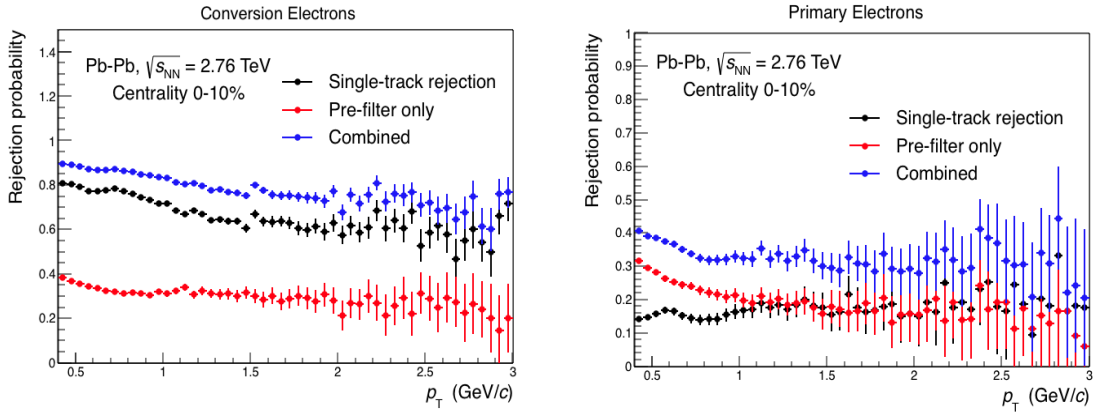 Conversion Electrons
Rejection probability
1.4
1.2
1
0.8
0.6
0.4
0.2
0
Pb-Pb, √sNN = 2.76 TeV
Centrality 0-10%
Single-track rejection
Pre-filter only
Combined
0.5
1
1.5
2
2.5
3
pT (GeV/c)
Primary Electrons
Rejection probability
1
0.9
0.8
0.7
0.6
0.5
0.4
0.3
0.2
0.1
0
Pb-Pb, √sNN = 2.76 TeV
Centrality 0-10%
Single-track rejection
Pre-filter only
Combined
0.5
1
1.5
2
2.5
3
pT (GeV/c)